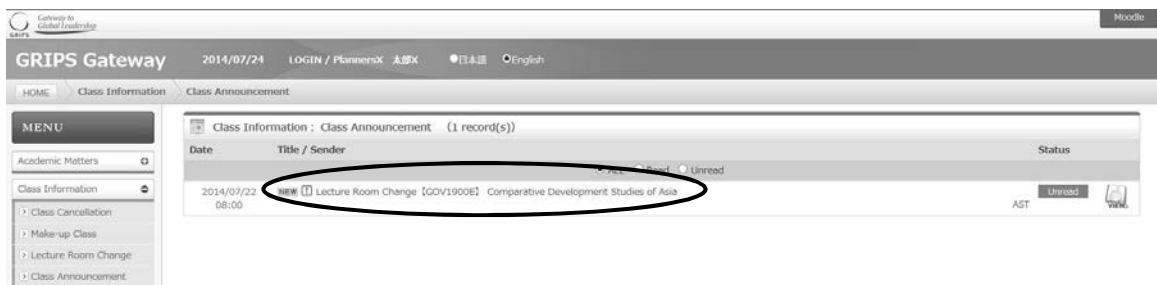 Gateway to
Global Leadership
GRIPS
Moodle
GRIPS Gateway 2014/07/24 LOGIN / PlannersX 太郎X 日本語 English
HOME Class Information Class Announcement
MENU
Class Information : Class Announcement (1 record(s))
Date Title / Sender Status
Academic Matters
ALL Read Unread
Class Information
2014/07/22 NEW Lecture Room Change【GOV1900E】 Comparative Development Studies of Asia Unread
08:00 AST VIEW
Class Cancellation
Make-up Class
Lecture Room Change
Class Announcement